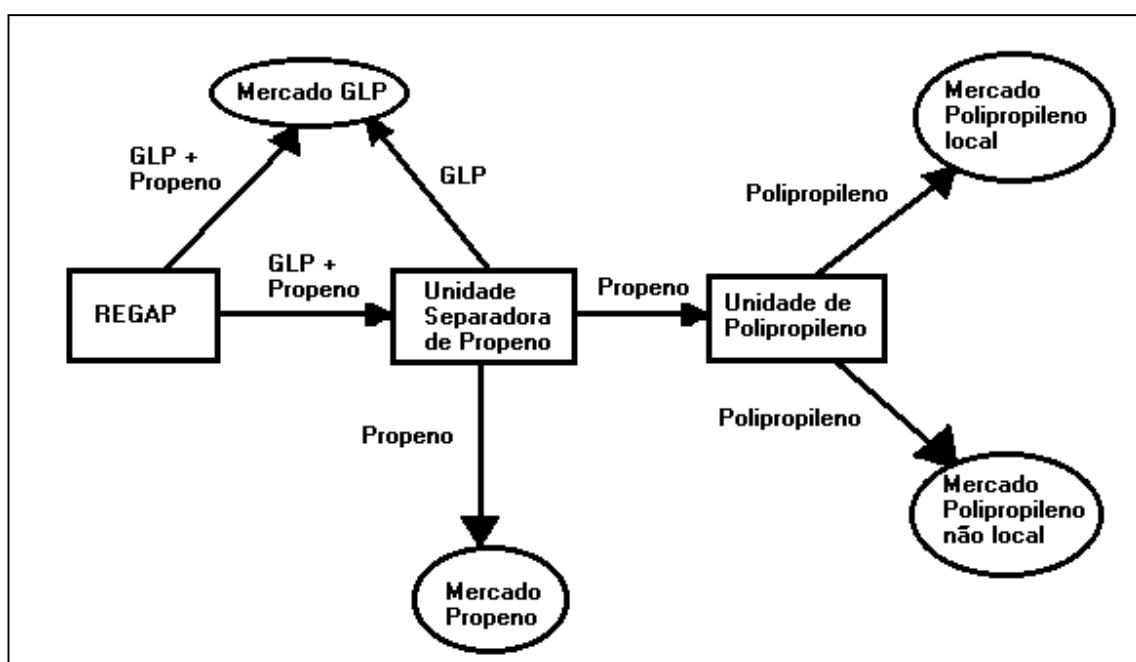 Mercado GLP
GLP +
Propeno
GLP
REGAP
GLP +
Propeno
Unidade
Separadora
de Propeno
Propeno
Mercado
Propeno
Propeno
Unidade de
Polipropileno
Polipropileno
Mercado
Polipropileno
local
Polipropileno
Mercado
Polipropileno
não local